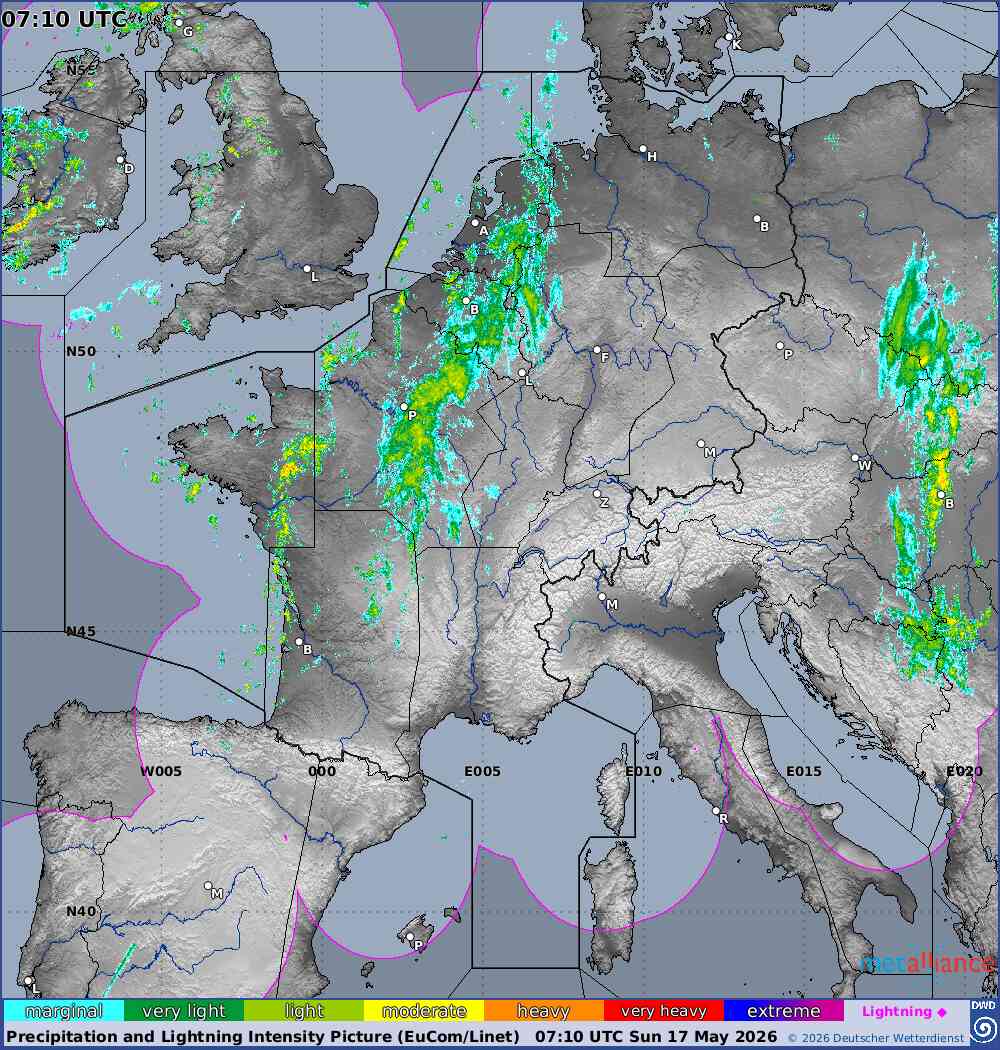 07:10 UTC
G
K
N55
D
H
A
B
L
B
N50
P
F
L
P
M
W
Z
B
M
N45
B
W005
000
E005
E010
E015
E020
R
M
N40
P
L
metalliance
marginal
very light
light
moderate
heavy
very heavy
extreme
Lightning ◆
DWD
Precipitation and Lightning Intensity Picture (EuCom/Linet) 07:10 UTC Sun 17 May 2026 © 2026 Deutscher Wetterdienst